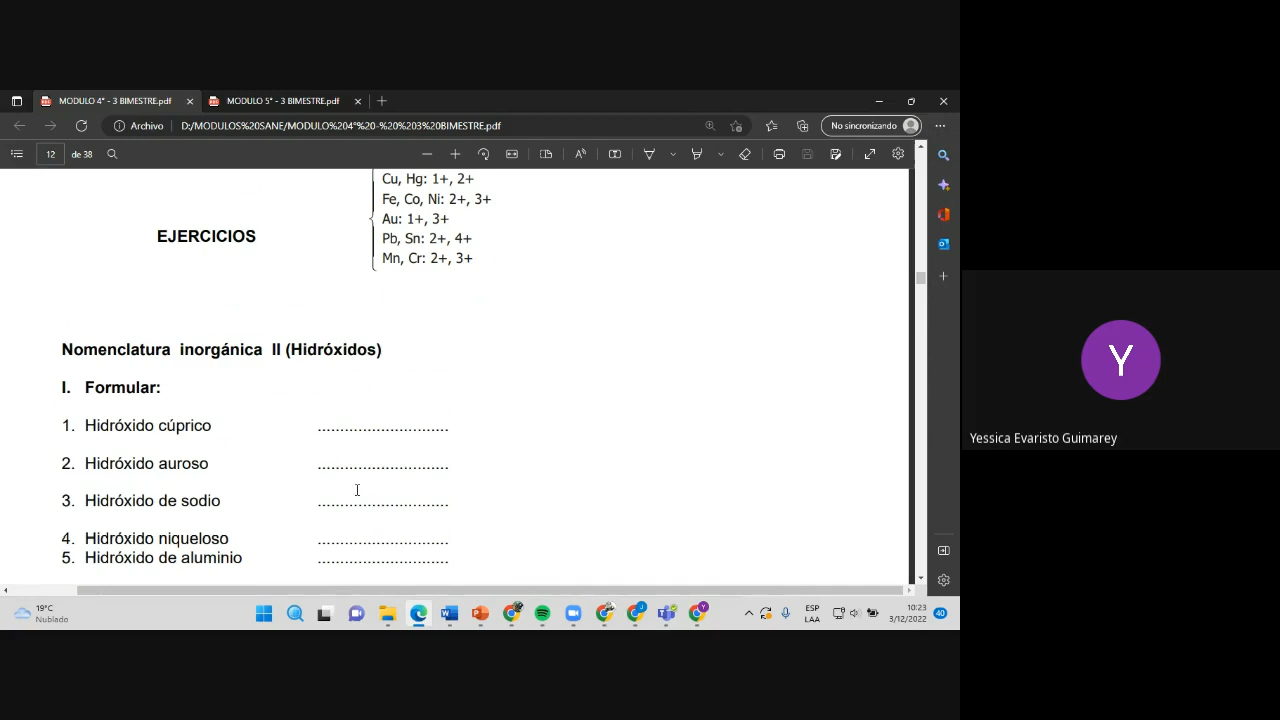 MODULO 4° - 3 BIMESTRE.pdf
MODULO 5° - 3 BIMESTRE.pdf
Archivo
D:/MODULOS%20SANE/MODULO%204°%20-%20%203%20BIMESTRE.pdf
No sincronizando
12 de 38
Cu, Hg: 1+, 2+
Fe, Co, Ni: 2+, 3+
Au: 1+, 3+
EJERCICIOS
Pb, Sn: 2+, 4+
Mn, Cr: 2+, 3+
Nomenclatura inorgánica II (Hidróxidos)
I. Formular:
1. Hidróxido cúprico .............................
2. Hidróxido auroso .............................
3. Hidróxido de sodio .............................
4. Hidróxido niqueloso .............................
5. Hidróxido de aluminio .............................
Y
Yessica Evaristo Guimarey
19°C
Nublado
ESP
LAA
10:23
3/12/2022
40